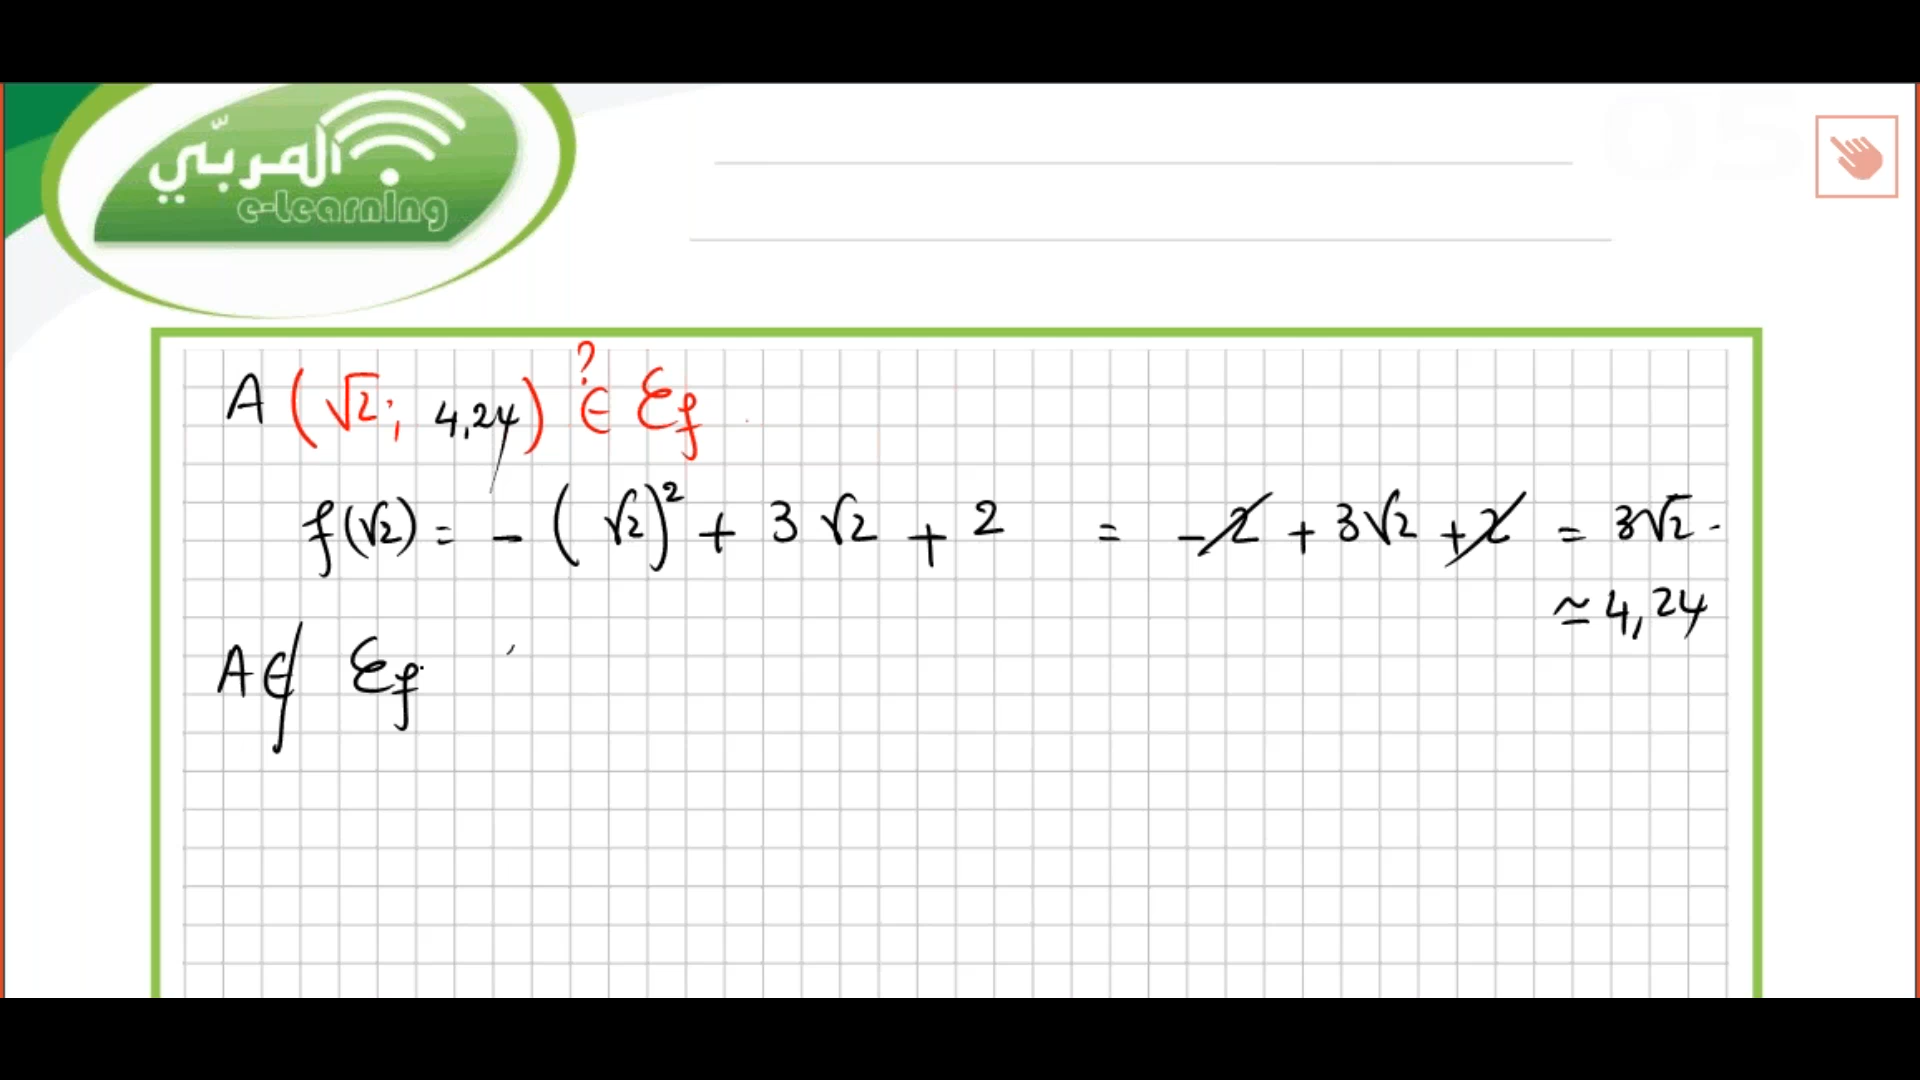 المربّي
e-Learning
A (√2; 4,24) ?∈ ℰf
f(√2) = - (√2)² + 3√2 + 2 = -2 + 3√2 +2 = 3√2 .
≃ 4,24
A∉ ℰf